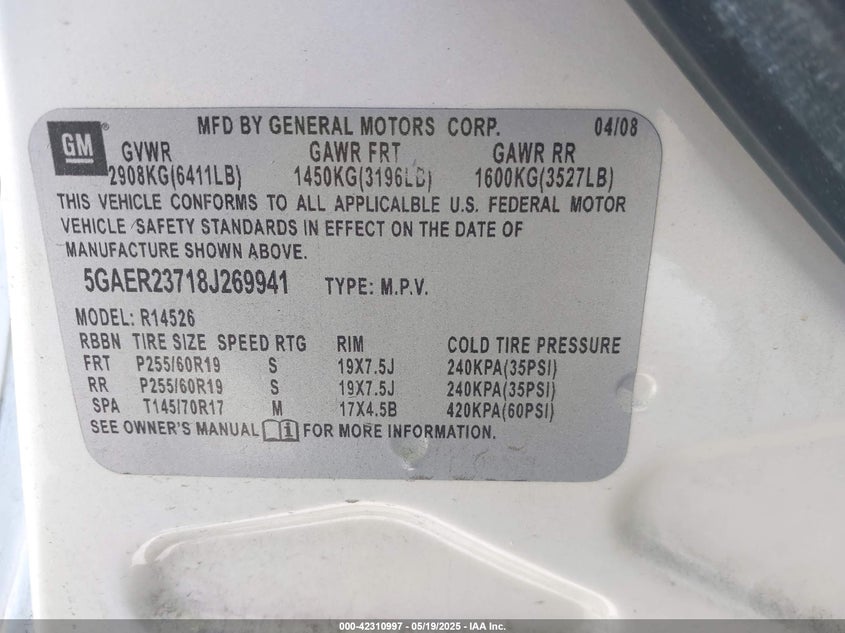 GM
MFD BY GENERAL MOTORS CORP. 04/08
GVWR GAWR FRT GAWR RR
2908KG(6411LB) 1450KG(3196LB) 1600KG(3527LB)
THIS VEHICLE CONFORMS TO ALL APPLICALBLE U.S. FEDERAL MOTOR
VEHICLE SAFETY STANDARDS IN EFFECT ON THE DATE OF
MANUFACTURE SHOWN ABOVE.
5GAER23718J269941 TYPE: M.P.V.
MODEL: R14526
RBBN TIRE SIZE SPEED RTG RIM COLD TIRE PRESSURE
FRT P255/60R19 S 19X7.5J 240KPA(35PSI)
RR P255/60R19 S 19X7.5J 240KPA(35PSI)
SPA T145/70R17 M 17X4.5B 420KPA(60PSI)
SEE OWNER'S MANUAL FOR MORE INFORMATION.
000-42310997 - 05/19/2025 - IAA Inc.